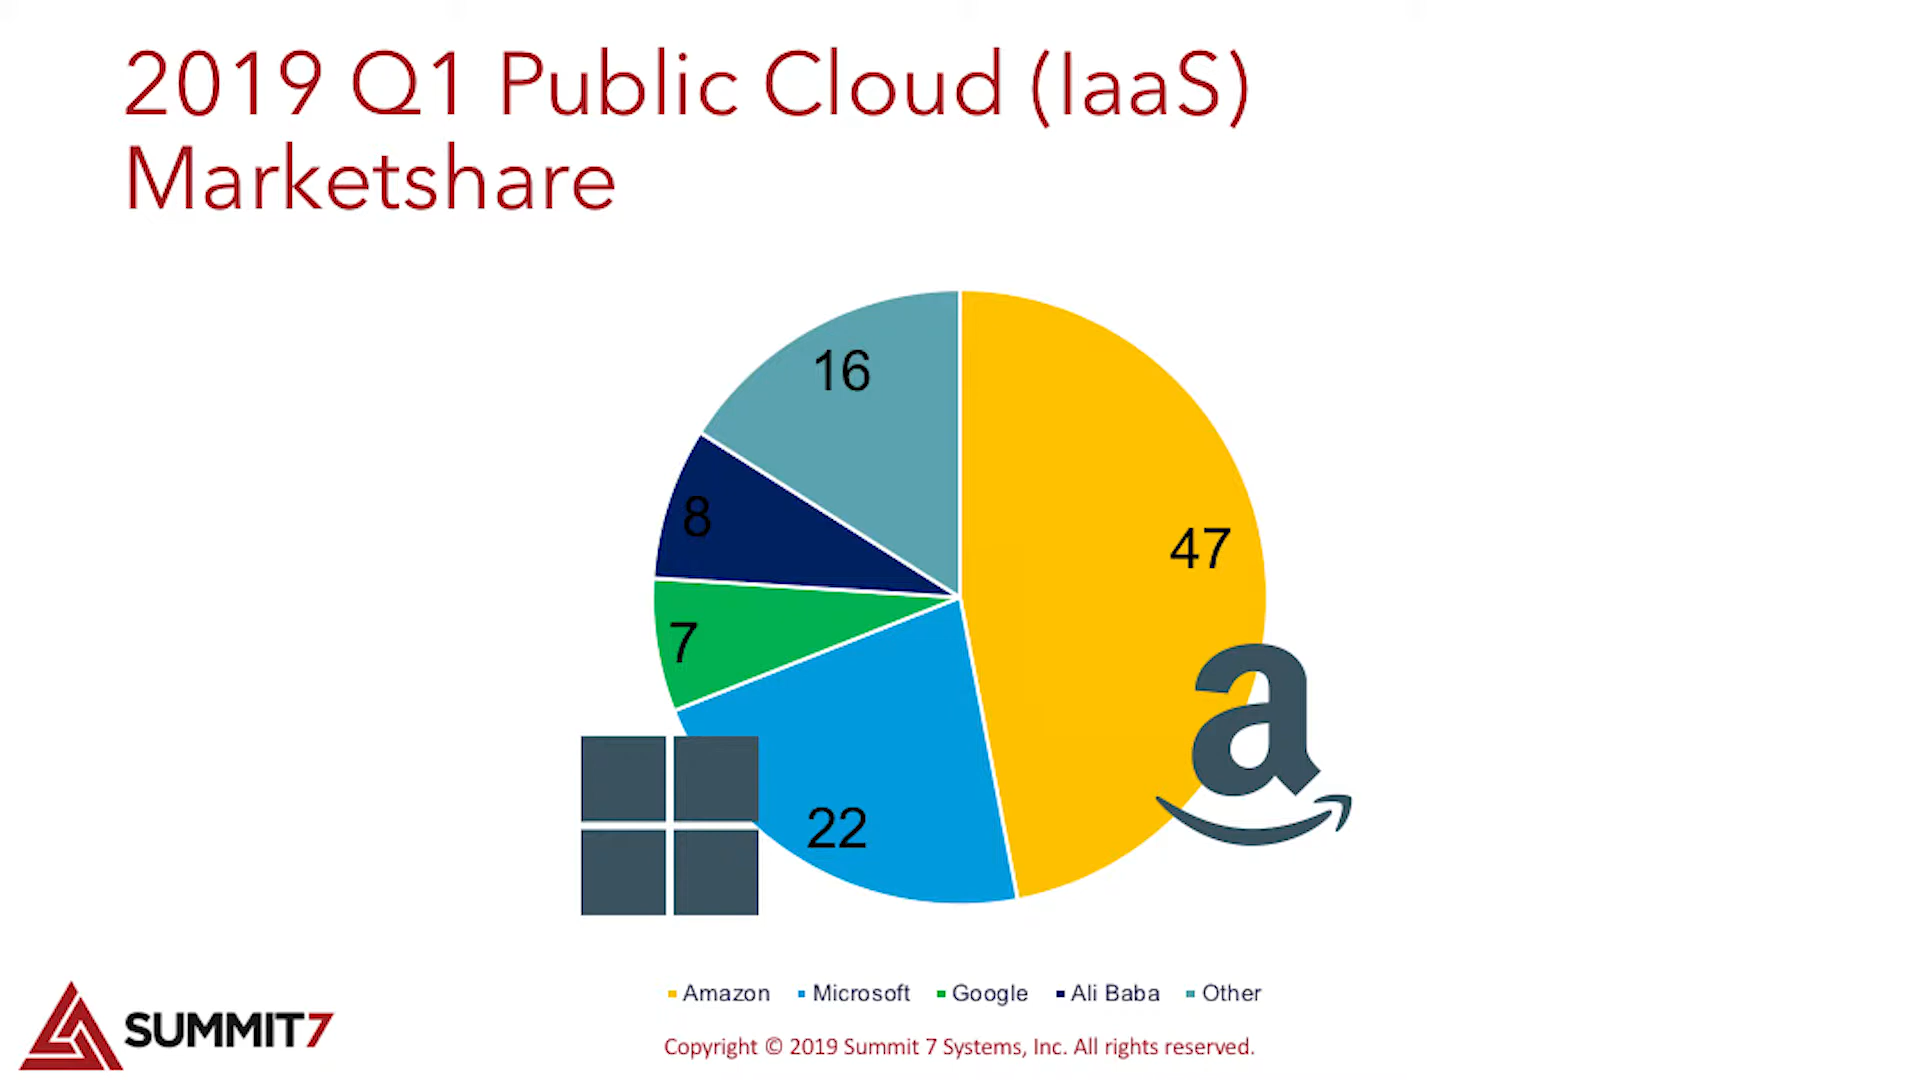 2019 Q1 Public Cloud (IaaS)
Marketshare
16
47
8
7
22
a
Amazon Microsoft Google Ali Baba Other
SUMMIT7
Copyright © 2019 Summit 7 Systems, Inc. All rights reserved.